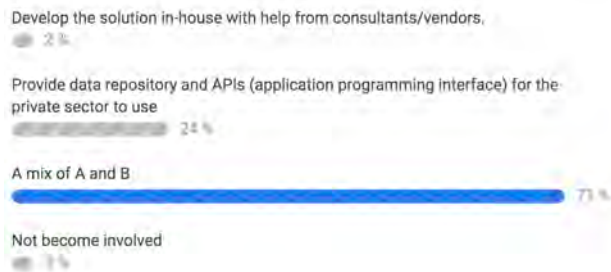 Develop the solution in-house with help from consultants/vendors.
Provide data repository and APIs (application programming interface) for the
private sector to use
24 %
A mix of A and B
Not become involved